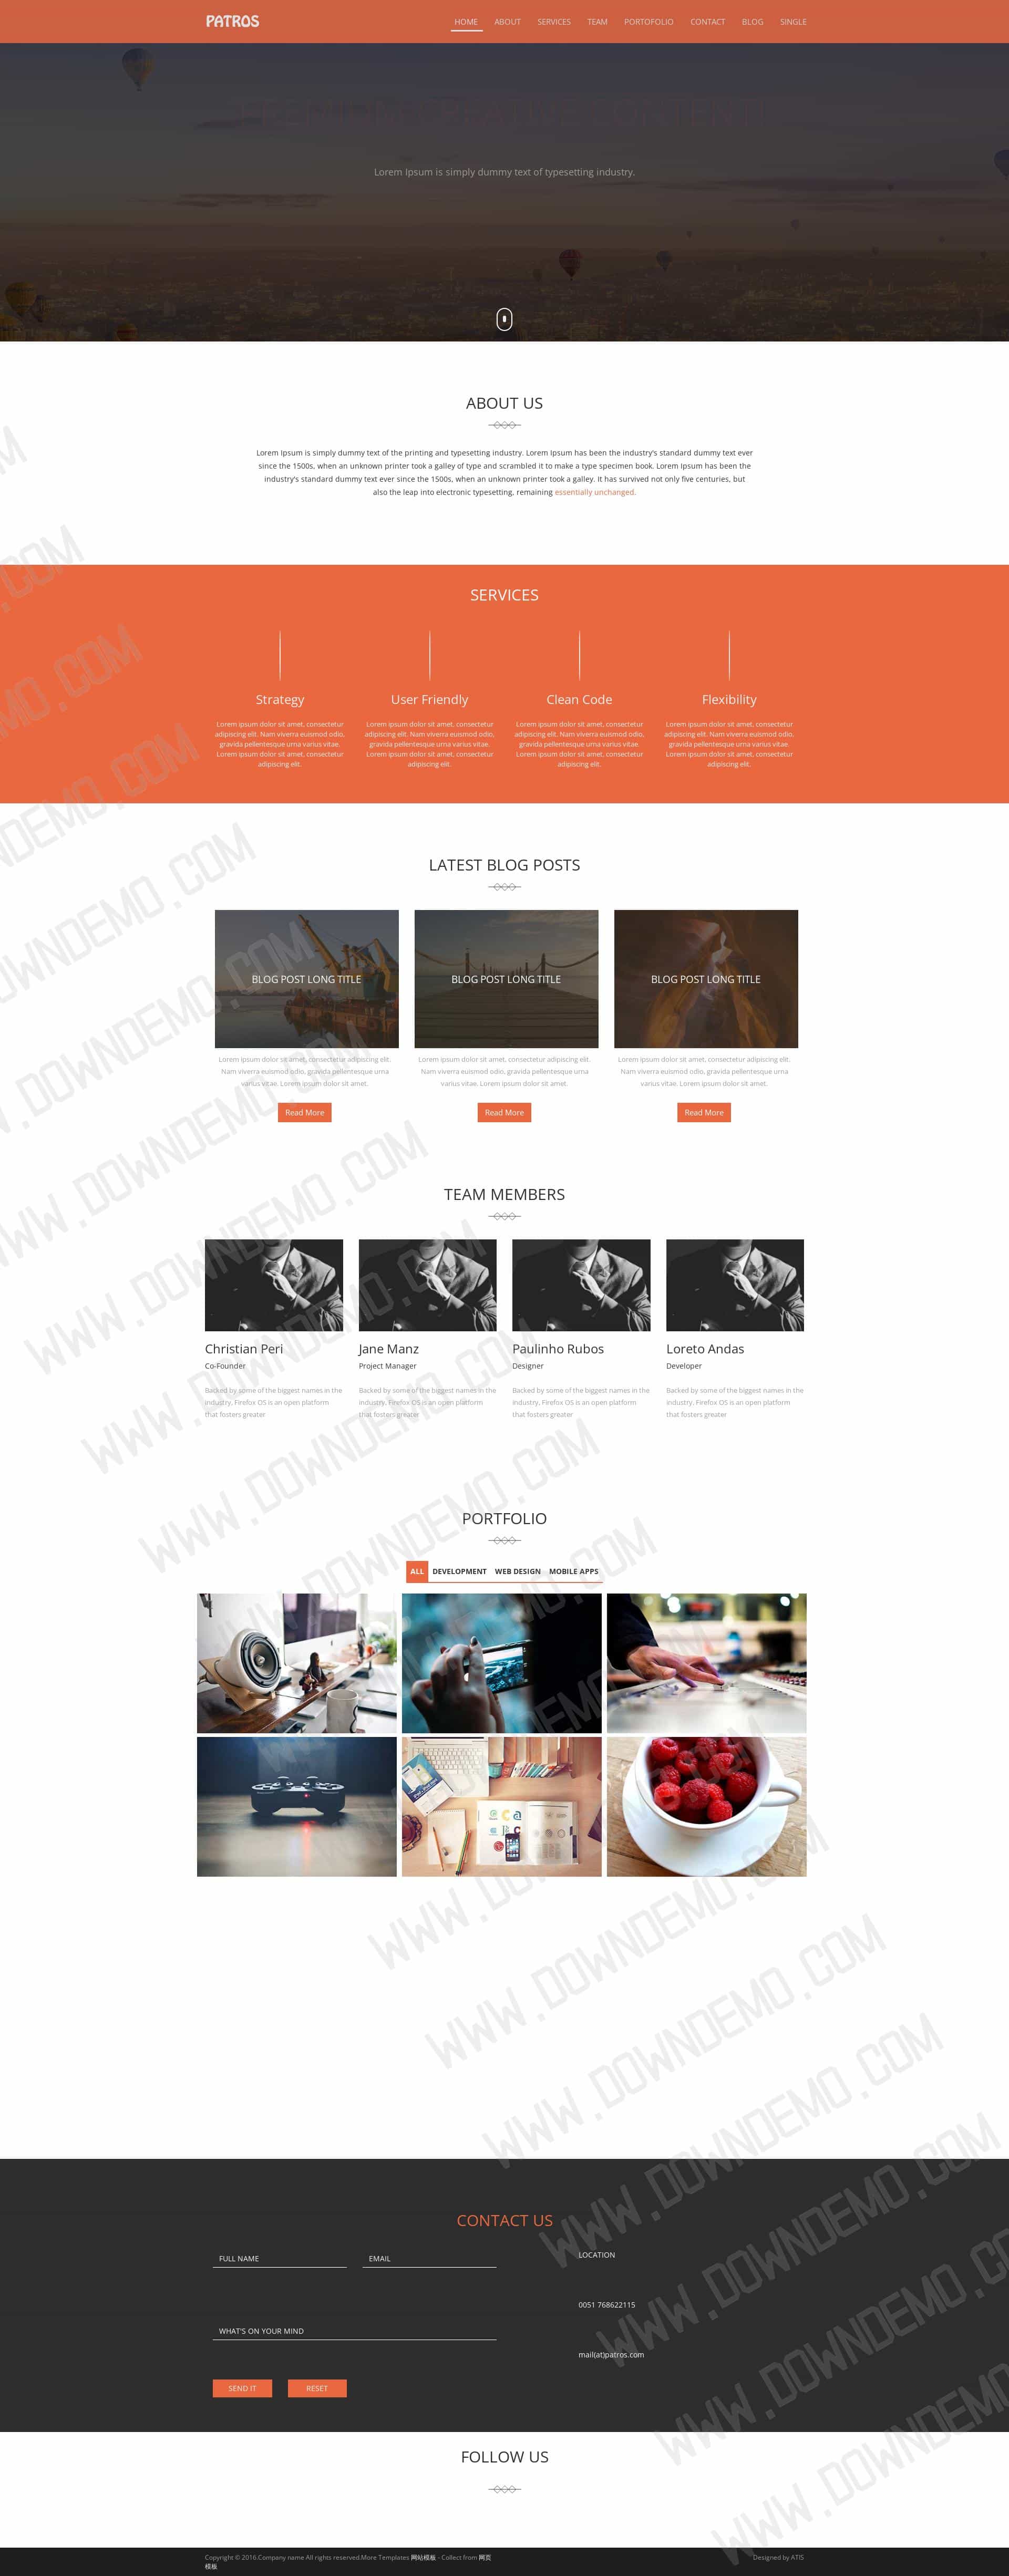 PATROS
HOME ABOUT SERVICES TEAM PORTOFOLIO CONTACT BLOG SINGLE
PREMIUM CREATIVE CONTENT!
Lorem Ipsum is simply dummy text of typesetting industry.
ABOUT US
Lorem Ipsum is simply dummy text of the printing and typesetting industry. Lorem Ipsum has been the industry's standard dummy text ever
since the 1500s, when an unknown printer took a galley of type and scrambled it to make a type specimen book. Lorem Ipsum has been the
industry's standard dummy text ever since the 1500s, when an unknown printer took a galley. It has survived not only five centuries, but
also the leap into electronic typesetting, remaining essentially unchanged.
SERVICES
Strategy
Lorem ipsum dolor sit amet, consectetur
adipiscing elit. Nam viverra euismod odio,
gravida pellentesque urna varius vitae.
Lorem ipsum dolor sit amet, consectetur
adipiscing elit.
User Friendly
Lorem ipsum dolor sit amet, consectetur
adipiscing elit. Nam viverra euismod odio,
gravida pellentesque urna varius vitae.
Lorem ipsum dolor sit amet, consectetur
adipiscing elit.
Clean Code
Lorem ipsum dolor sit amet, consectetur
adipiscing elit. Nam viverra euismod odio,
gravida pellentesque urna varius vitae.
Lorem ipsum dolor sit amet, consectetur
adipiscing elit.
Flexibility
Lorem ipsum dolor sit amet, consectetur
adipiscing elit. Nam viverra euismod odio,
gravida pellentesque urna varius vitae.
Lorem ipsum dolor sit amet, consectetur
adipiscing elit.
LATEST BLOG POSTS
BLOG POST LONG TITLE
Lorem ipsum dolor sit amet, consectetur adipiscing elit.
Nam viverra euismod odio, gravida pellentesque urna
varius vitae. Lorem ipsum dolor sit amet.
Read More
BLOG POST LONG TITLE
Lorem ipsum dolor sit amet, consectetur adipiscing elit.
Nam viverra euismod odio, gravida pellentesque urna
varius vitae. Lorem ipsum dolor sit amet.
Read More
BLOG POST LONG TITLE
Lorem ipsum dolor sit amet, consectetur adipiscing elit.
Nam viverra euismod odio, gravida pellentesque urna
varius vitae. Lorem ipsum dolor sit amet.
Read More
TEAM MEMBERS
Christian Peri
Co-Founder
Backed by some of the biggest names in the
industry, Firefox OS is an open platform
that fosters greater
Jane Manz
Project Manager
Backed by some of the biggest names in the
industry, Firefox OS is an open platform
that fosters greater
Paulinho Rubos
Designer
Backed by some of the biggest names in the
industry, Firefox OS is an open platform
that fosters greater
Loreto Andas
Developer
Backed by some of the biggest names in the
industry, Firefox OS is an open platform
that fosters greater
PORTFOLIO
ALL DEVELOPMENT WEB DESIGN MOBILE APPS
CONTACT US
FULL NAME EMAIL
WHAT'S ON YOUR MIND
SEND IT RESET
LOCATION
0051 768622115
mail(at)patros.com
FOLLOW US
Copyright © 2016.Company name All rights reserved.More Templates 网站模板 - Collect from 网页
模板
Designed by ATIS
WWW.DOWNDEMO.COM